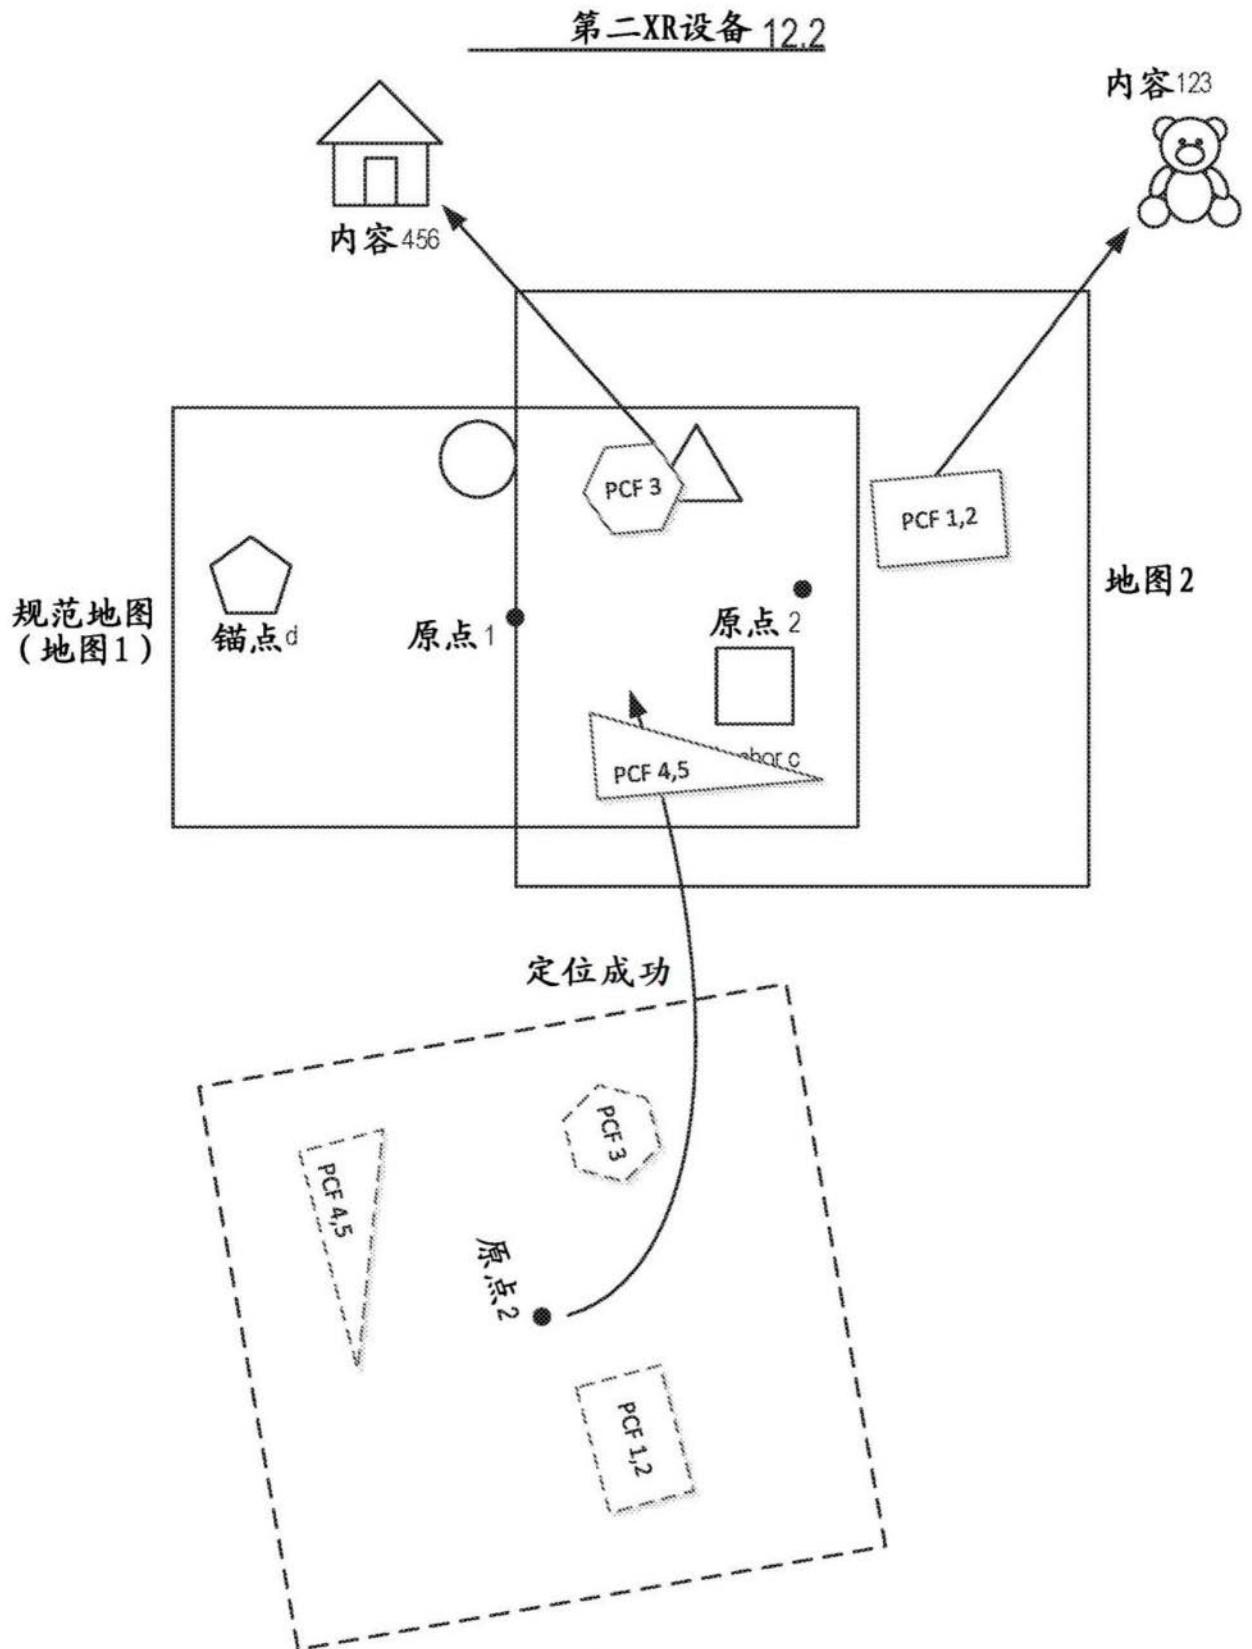 第二XR设备 12.2
内容123
内容456
PCF 3
PCF 1,2
规范地图
（地图1）
锚点d
原点1
原点2
地图2
PCF 4,5
定位成功
PCF 3
PCF 4,5
原点2
PCF 1,2